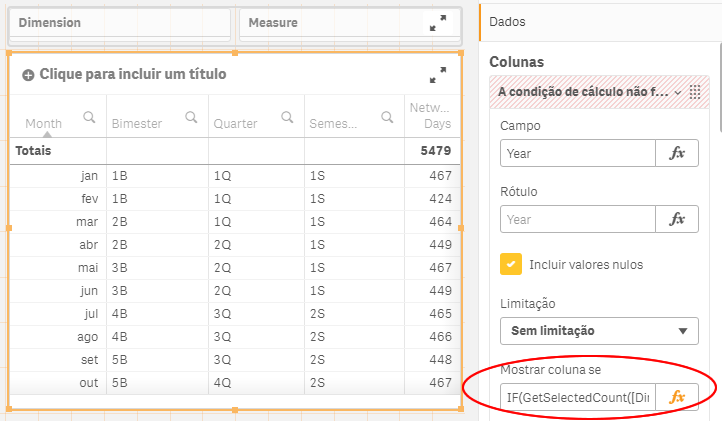 Dimension
Measure
Clique para incluir um título
Month Bimester Quarter Semes... Netw... Days
Totais 5479
jan 1B 1Q 1S 467
fev 1B 1Q 1S 424
mar 2B 1Q 1S 464
abr 2B 2Q 1S 449
mai 3B 2Q 1S 467
jun 3B 2Q 1S 449
jul 4B 3Q 2S 465
ago 4B 3Q 2S 466
set 5B 3Q 2S 448
out 5B 4Q 2S 467
Dados
Colunas
A condição de cálculo não f...
Campo
Year fx
Rótulo
Year fx
Incluir valores nulos
Limitação
Sem limitação
Mostrar coluna se
IF(GetSelectedCount([Dir fx